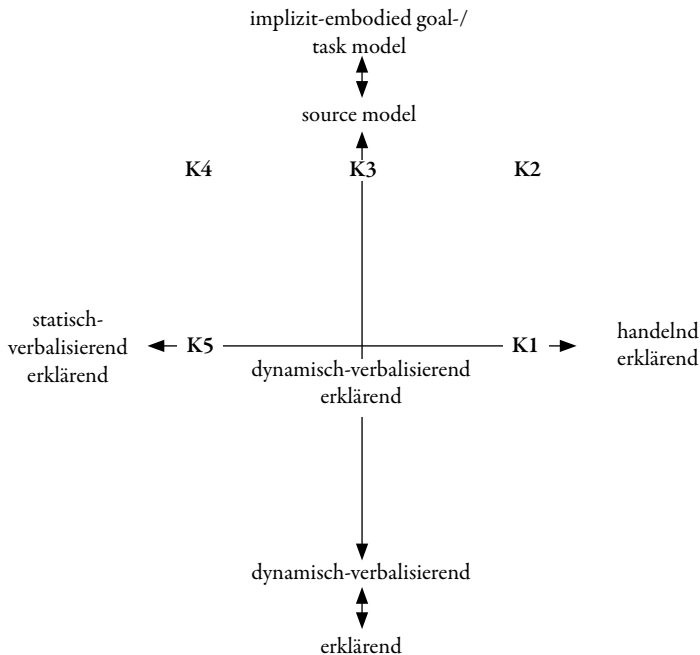 implizit-embodied goal-/
task model
source model
K4
K3
K2
statisch-
verbalisierend
erklärend
K5
K1
handelnd
erklärend
dynamisch-verbalisierend
erklärend
dynamisch-verbalisierend
erklärend